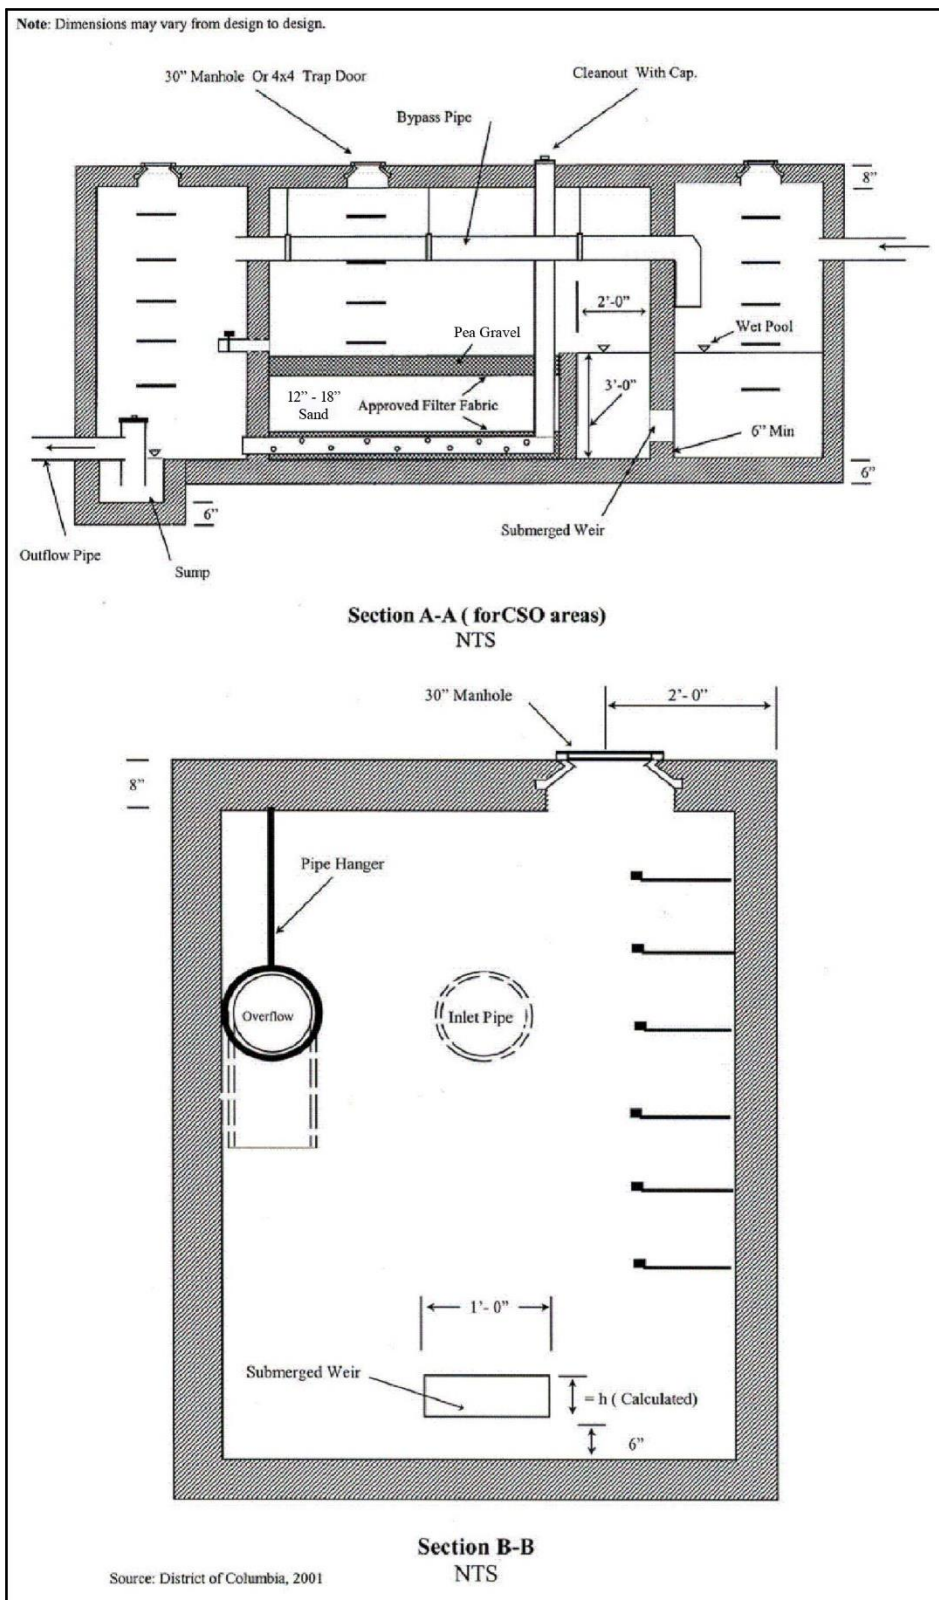 Note: Dimensions may vary from design to design.
30” Manhole Or 4x4 Trap Door
Cleanout With Cap.
Bypass Pipe
8”
2’-0”
Wet Pool
Pea Gravel
12” - 18”
Sand
Approved Filter Fabric
3’-0”
6” Min
6”
Submerged Weir
6”
Outflow Pipe
Sump
Section A-A ( forCSO areas)
NTS
30” Manhole
2’- 0”
8”
Pipe Hanger
Overflow
Inlet Pipe
1’- 0”
Submerged Weir
= h ( Calculated)
6”
Section B-B
NTS
Source: District of Columbia, 2001